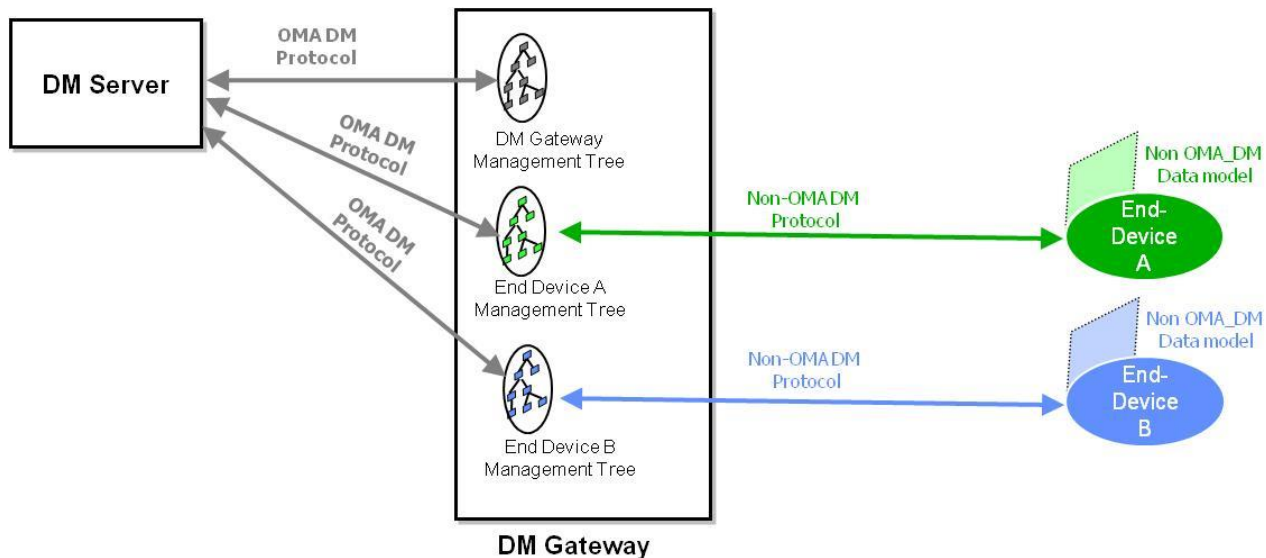 OMA DM
Protocol
DM Server
OMA DM
Protocol
OMA DM
Protocol
DM Gateway
Management Tree
End Device A
Management Tree
End Device B
Management Tree
DM Gateway
Non-OMA DM
Protocol
Non OMA_DM
Data model
End-
Device
A
Non-OMA DM
Protocol
Non OMA_DM
Data model
End-
Device
B